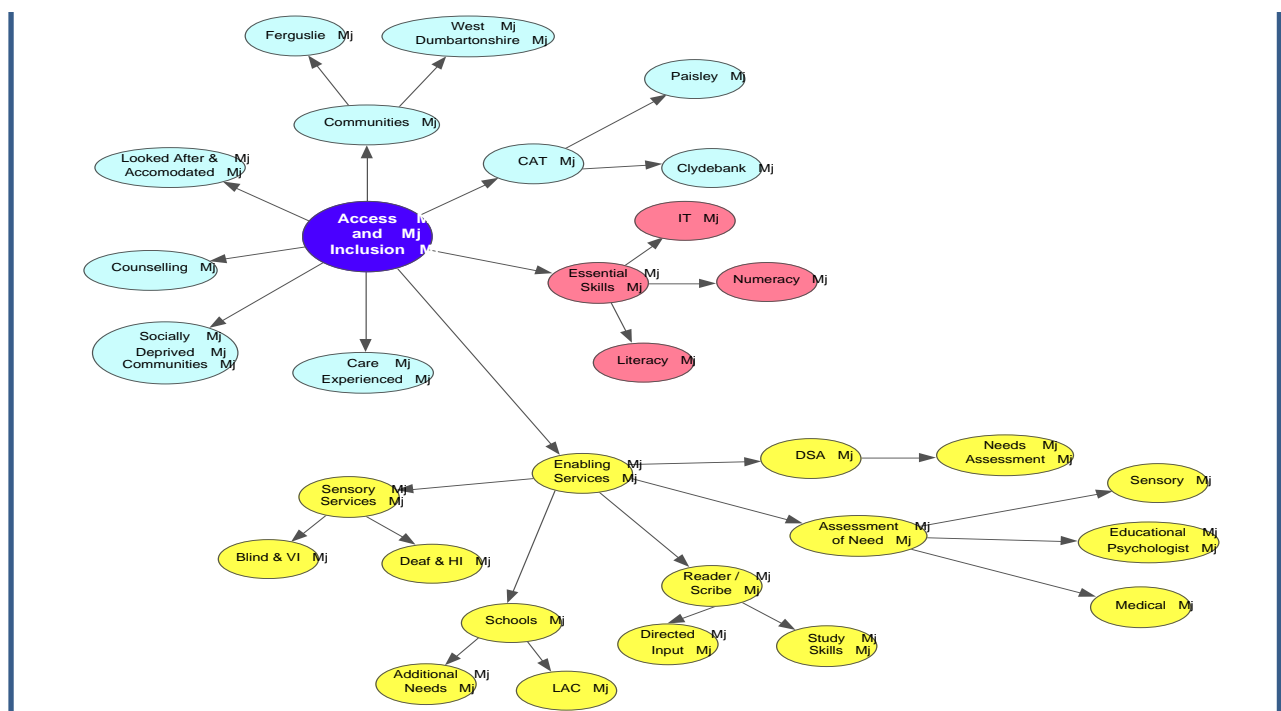 Ferguslie Mj
West Mj
Dumbartonshire Mj
Communities Mj
Paisley Mj
CAT Mj
Clydebank Mj
Looked After & Mj
Accomodated Mj
Access M
and Mj
Inclusion Mj
IT Mj
Essential Mj
Skills Mj
Numeracy Mj
Literacy Mj
Counselling Mj
Socially Mj
Deprived Mj
Communities Mj
Care Mj
Experienced Mj
Enabling Mj
Services Mj
DSA Mj
Needs Mj
Assessment Mj
Sensory Mj
Services Mj
Blind & VI Mj
Deaf & HI Mj
Assessment Mj
of Need Mj
Sensory Mj
Educational Mj
Psychologist Mj
Medical Mj
Reader / Mj
Scribe Mj
Directed Mj
Input Mj
Study Mj
Skills Mj
Schools Mj
Additional Mj
Needs Mj
LAC Mj